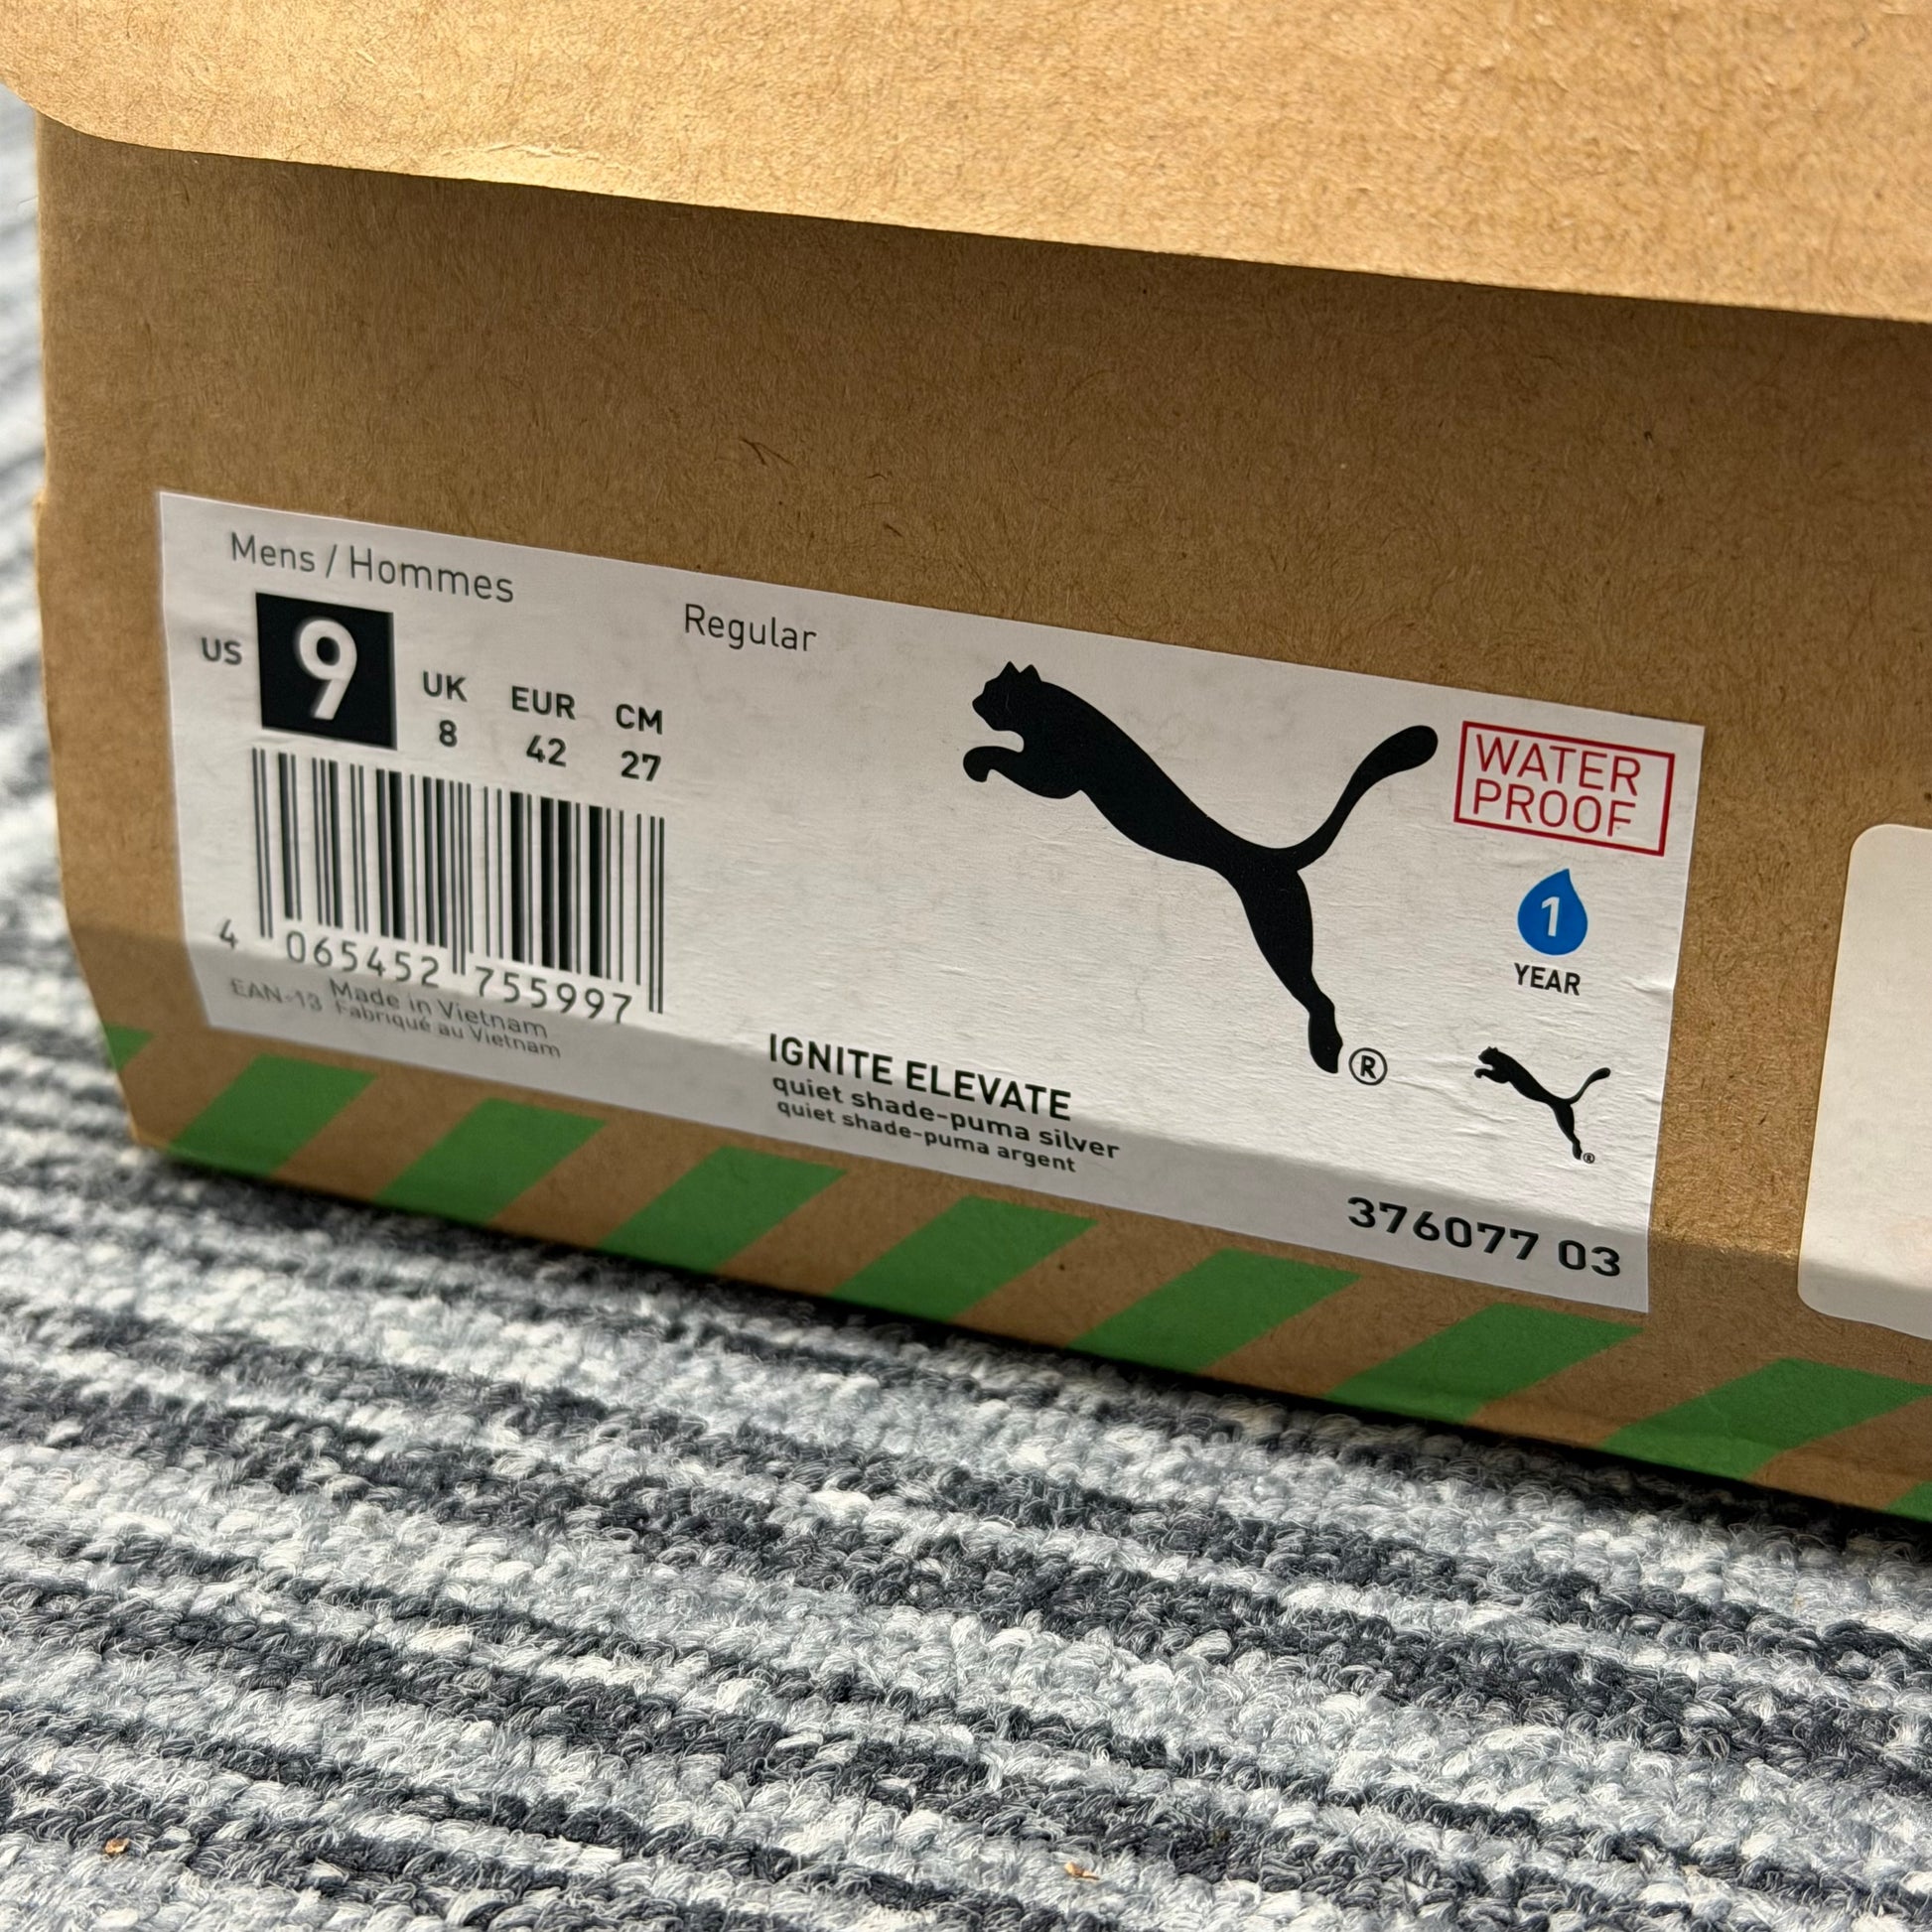 Mens / Hommes
Regular
US 9
UK EUR CM
8 42 27
WATER
PROOF
1
YEAR
4 065452 755997
EAN-13 Made in Vietnam
Fabriqué au Vietnam
®
IGNITE ELEVATE
quiet shade-puma silver
quiet shade-puma argent
®
376077 03